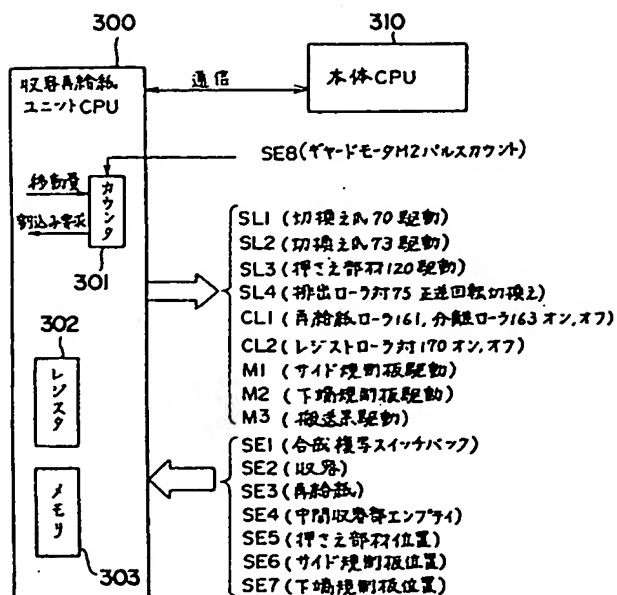 300
310
収容再給紙
ユニットCPU
通信
本体CPU
SE8(ギヤードモータM2パルスカウント)
移動量
カウンタ
割込み要求
301
SL1(切換え爪70駆動)
SL2(切換え爪73駆動)
SL3(押さえ部材120駆動)
SL4(排出ローラ対75正逆回転切換え)
CL1(再給紙ローラ161,分離ローラ163オン,オフ)
CL2(レジストローラ対170オン,オフ)
M1(サイド規制板駆動)
M2(下端規制板駆動)
M3(搬送系駆動)
302
レジスタ
SE1(合成複写スイッチバック)
SE2(収容)
SE3(再給紙)
SE4(中間収容部エンプティ)
SE5(押さえ部材位置)
SE6(サイド規制板位置)
SE7(下端規制板位置)
メモリ
303